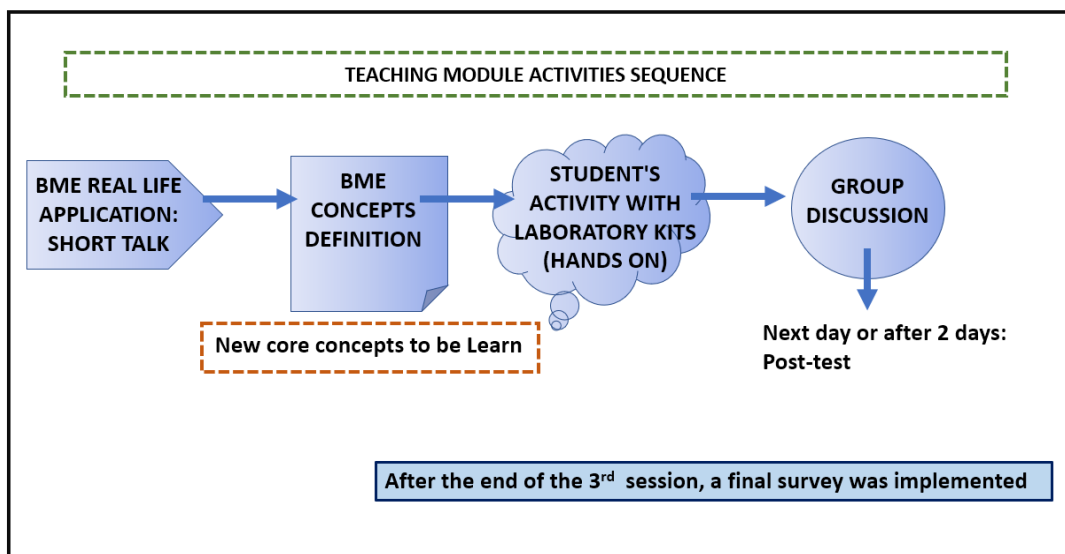 TEACHING MODULE ACTIVITIES SEQUENCE
BME REAL LIFE
APPLICATION:
SHORT TALK
BME
CONCEPTS
DEFINITION
STUDENT'S
ACTIVITY WITH
LABORATORY KITS
(HANDS ON)
GROUP
DISCUSSION
New core concepts to be Learn
Next day or after 2 days:
Post-test
After the end of the 3rd session, a final survey was implemented